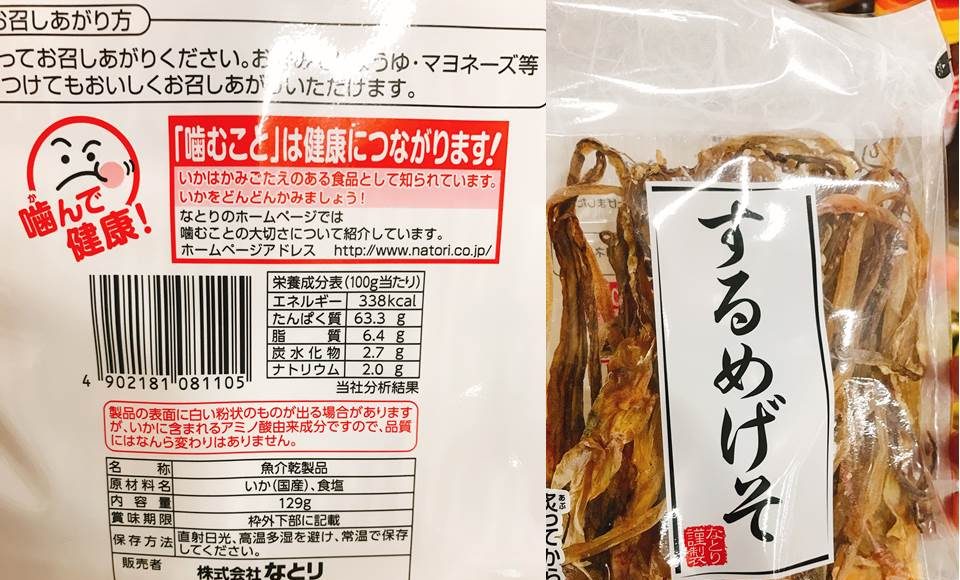 お召しあがり方
ってお召しあがりください。お
うゆ・マヨネーズ等
つけてもおいしくお召しあがりいただけます。
噛んで
か
健康!
「噛むこと」は健康につながります!
いかはかみごたえのある食品として知られています。
いかをどんどんかみましょう!
なとりのホームページでは
噛むことの大切さについて紹介しています。
ホームページアドレス http://www.natori.co.jp/
栄養成分表(100g当たり)
エネルギー 338kcal
たんぱく質 63.3 g
脂質 6.4 g
炭水化物 2.7 g
ナトリウム 2.0 g
当社分析結果
4 902181 081105
製品の表面に白い粉状のものが出る場合があります
が、いかに含まれるアミノ酸由来成分ですので、品質
にはなんら変わりはありません。
名称 魚介乾製品
原材料名 いか(国産)、食塩
内容量 129g
賞味期限 枠外下部に記載
保存方法 直射日光、高温多湿を避け、常温で保存
してください。
販売者 株式会社なとり
するめげそ
なとり
謹製
あぶ
炙ってから